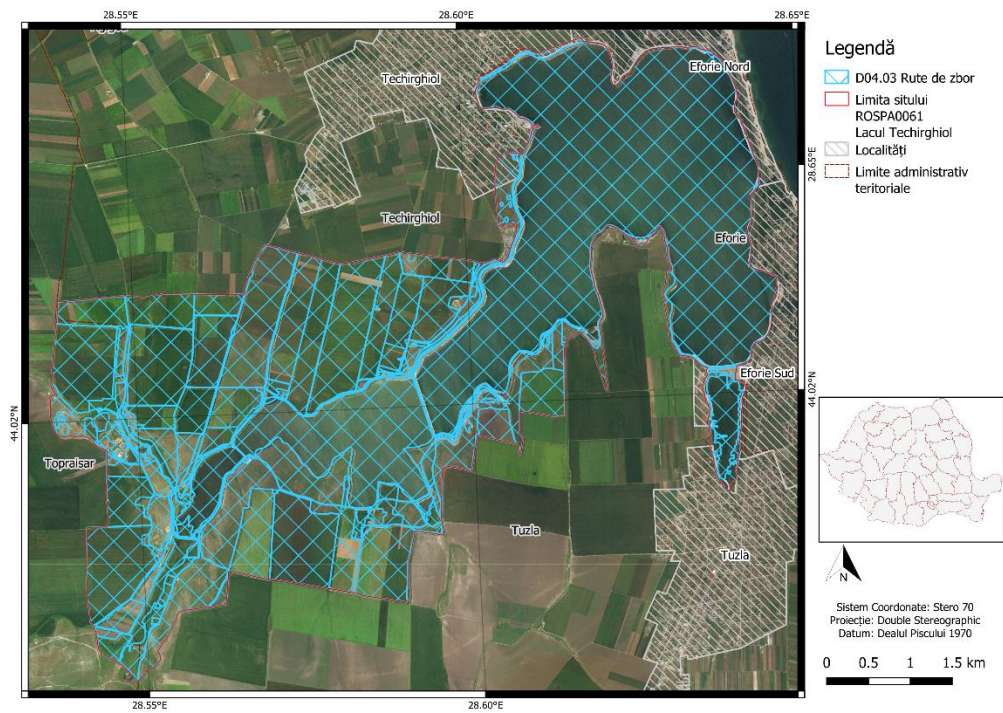 28.55°E
28.60°E
28.65°E
Techirghiol
Eforie Nord
28.65°E
Techirghiol
Eforie
Eforie Sud
44.02°N
44.02°N
Topraisar
Tuzla
Tuzla
28.55°E
28.60°E
Legendă
D04.03 Rute de zbor
Limita sitului
ROSPA0061
Lacul Techirghiol
Localități
Limite administrativ
teritoriale
N
Sistem Coordonate: Stero 70
Proiecție: Double Stereographic
Datum: Dealul Piscului 1970
0 0.5 1 1.5 km